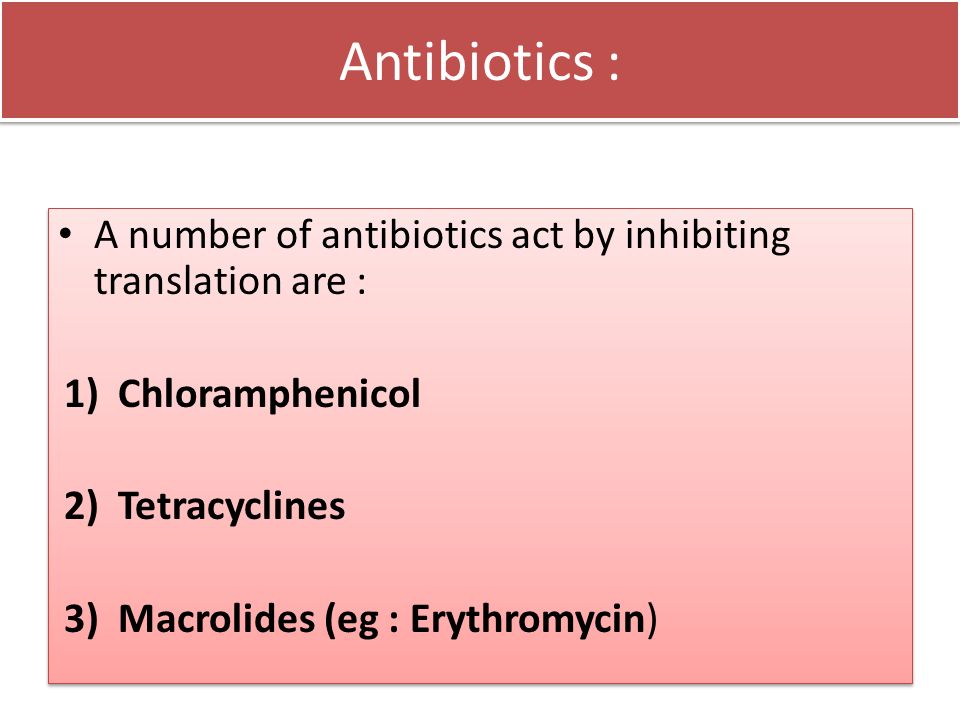 Antibiotics :
• A number of antibiotics act by inhibiting
translation are :
1) Chloramphenicol
2) Tetracyclines
3) Macrolides (eg : Erythromycin)